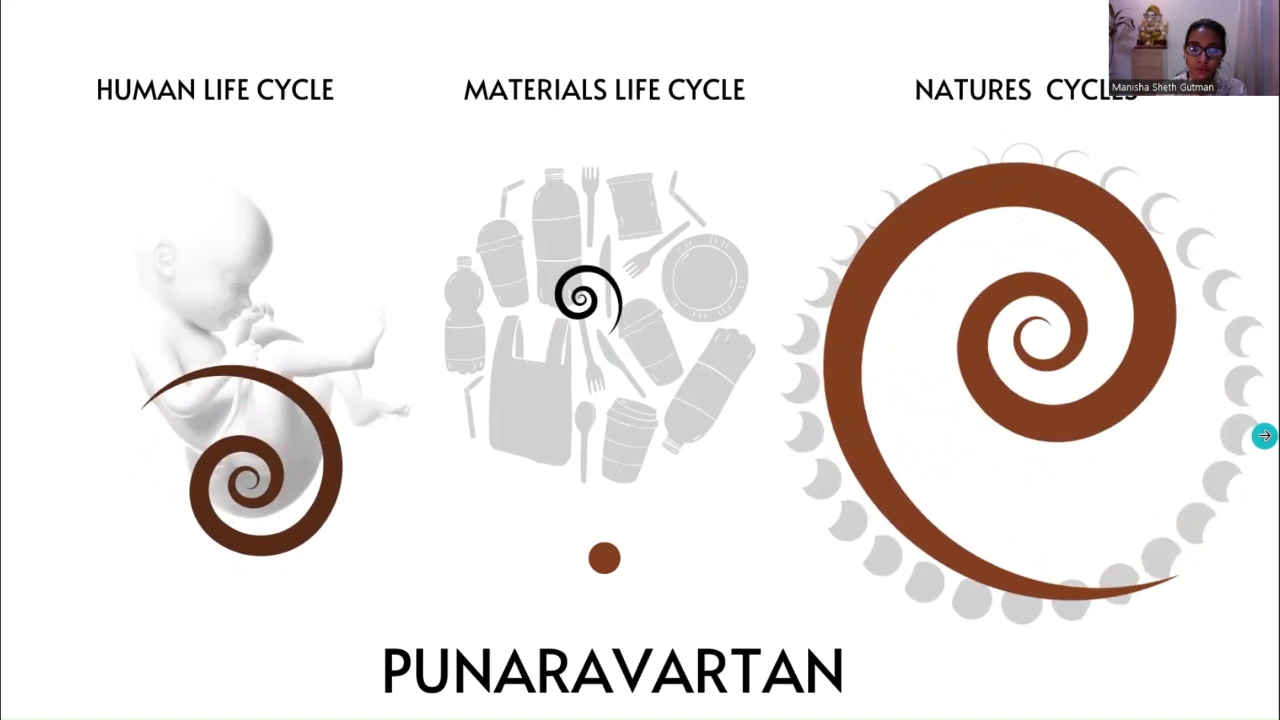 HUMAN LIFE CYCLE
MATERIALS LIFE CYCLE
NATURES CYCLES
Manisha Sheth Gutman
PUNARAVARTAN